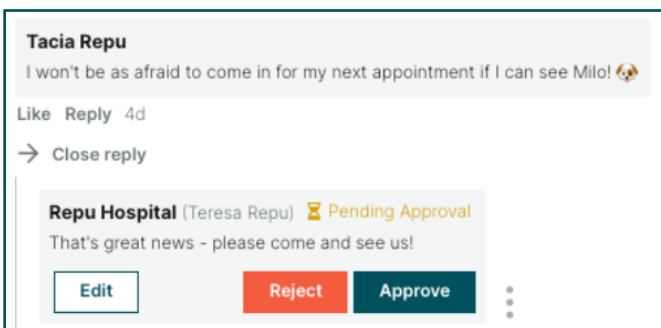 Tacia Repu
I won't be as afraid to come in for my next appointment if I can see Milo! 🐶
Like Reply 4d
→ Close reply
Repu Hospital (Teresa Repu) ⏳ Pending Approval
That's great news - please come and see us!
Edit Reject Approve